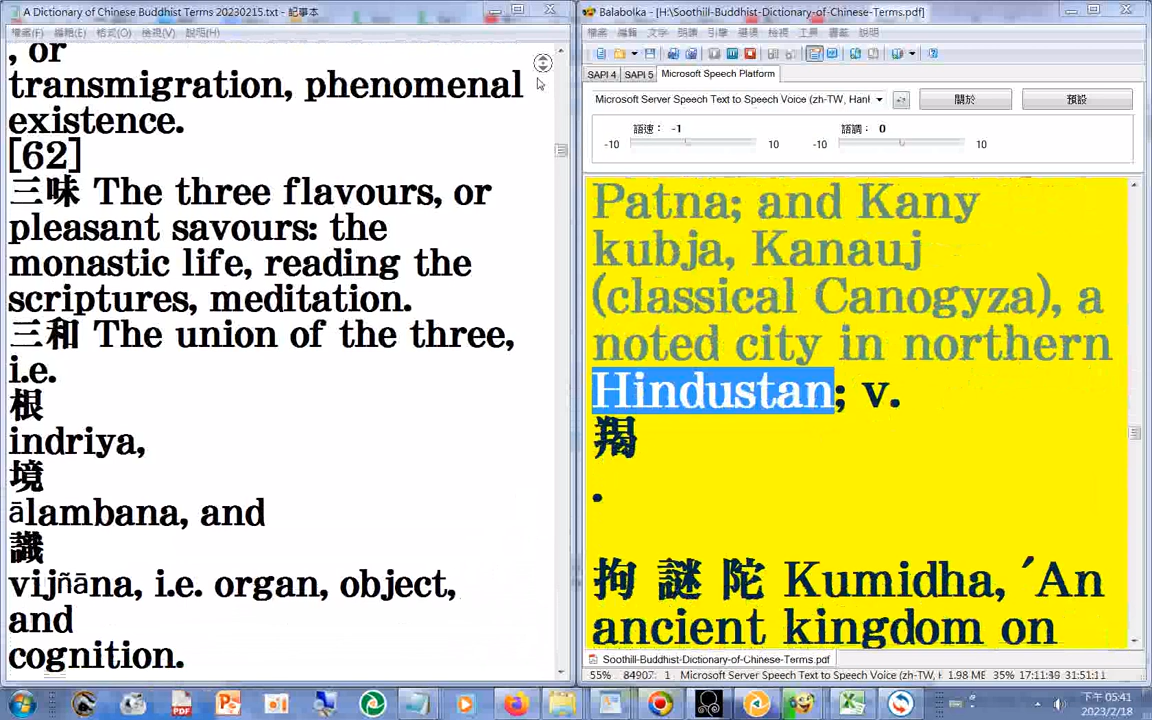 A Dictionary of Chinese Buddhist Terms 20230215.txt - 記事本
檔案(F) 編輯(E) 格式(O) 檢視(V) 說明(H)
, or
transmigration, phenomenal
existence.
[62]
三味 The three flavours, or
pleasant savours: the
monastic life, reading the
scriptures, meditation.
三和 The union of the three,
i.e.
根
indriya,
境
ālambana, and
識
vijñāna, i.e. organ, object,
and
cognition.
Balabolka - [H:\Soothill-Buddhist-Dictionary-of-Chinese-Terms.pdf]
檔案 編輯 文字 朗讀 引擎 選項 檢視 工具 書籤 說明
SAPI 4 SAPI 5 Microsoft Speech Platform
Microsoft Server Speech Text to Speech Voice (zh-TW, Hanl
關於
預設
語速： -1
語調： 0
-10 10 -10 10
Patna; and Kany
kubja, Kanauj
(classical Canogyza), a
noted city in northern
Hindustan; v.
羯
.
拘 謎 陀 Kumidha, ′An
ancient kingdom on
Soothill-Buddhist-Dictionary-of-Chinese-Terms.pdf
55% 84907: 1 Microsoft Server Speech Text to Speech Voice (zh-TW, H 1.98 MB 35% 17:11:39 31:51:11
下午 05:41
2023/2/18